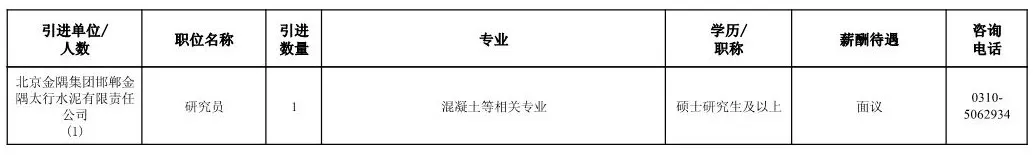 引进单位/
人数
职位名称
引进
数量
专业
学历/
职称
薪酬待遇
咨询
电话
北京金隅集团邯郸金
隅太行水泥有限责任
公司
(1)
研究员
1
混凝土等相关专业
硕士研究生及以上
面议
0310-
5062934